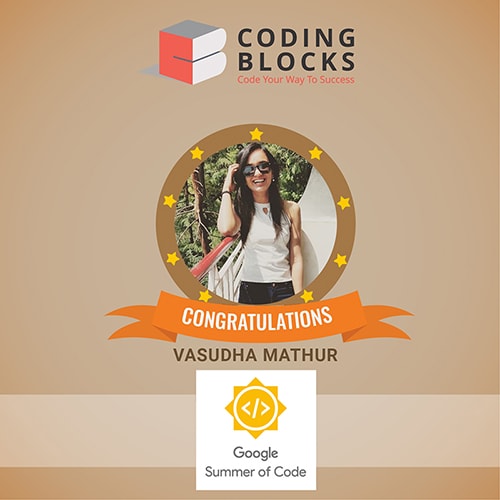 CODING
BLOCKS
Code Your Way To Success
CONGRATULATIONS
VASUDHA MATHUR
</>
Google
Summer of Code